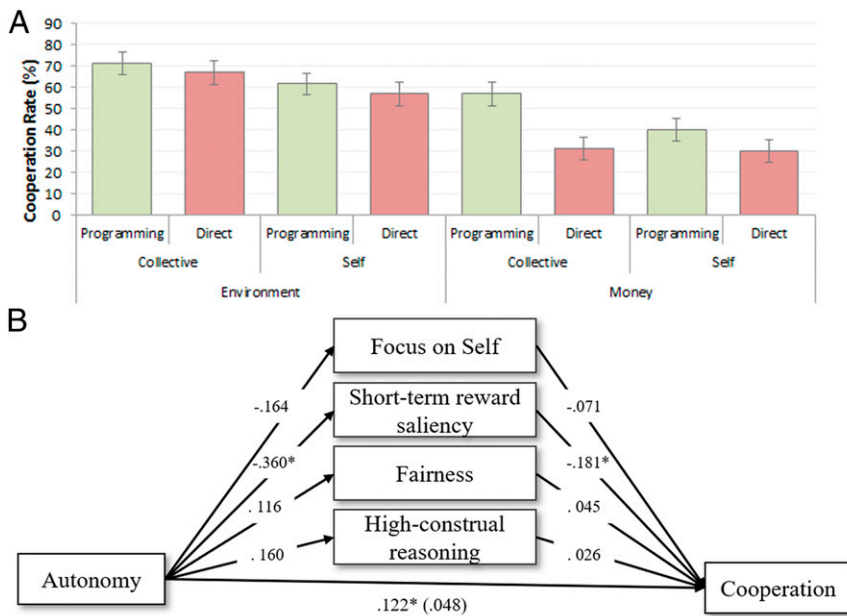 A
Cooperation Rate (%)
90
80
70
60
50
40
30
20
10
0
Programming Direct Programming Direct Programming Direct Programming Direct
Collective Self Collective Self
Environment Money
B
Focus on Self
Short-term reward
saliency
Fairness
High-construal
reasoning
-.164
-.071
-.360*
-.181*
.116
.045
.160
.026
Autonomy
Cooperation
.122* (.048)